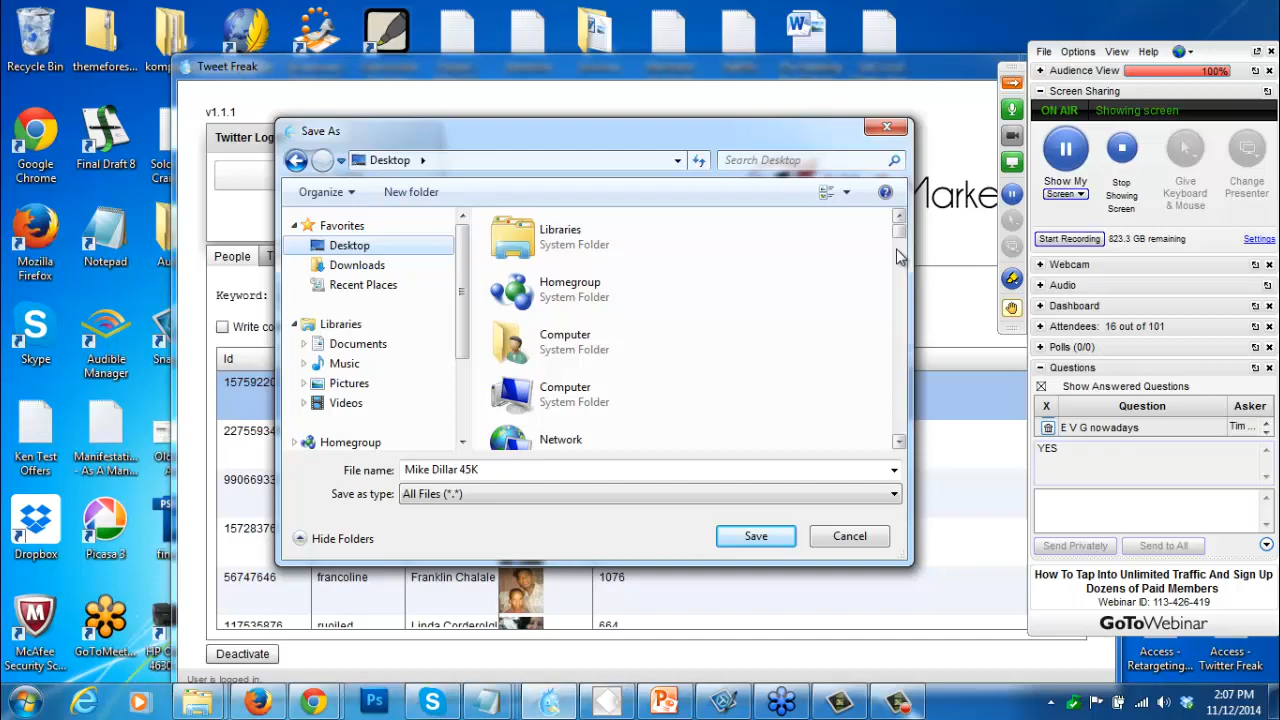 Recycle Bin
themefores...
komp
Tweet Freak
v1.1.1
Twitter Log
Marke
People
T
Keyword:
Write co
Id
15759220
22755934
99066933
15728376
56747646
francoline
Franklin Chalale
1076
117535876
rupiled
Linda Corderolgl
664
Deactivate
User is logged in.
Save As
Desktop
Search Desktop
Organize
New folder
Favorites
Desktop
Downloads
Recent Places
Libraries
Documents
Music
Pictures
Videos
Homegroup
Libraries
System Folder
Homegroup
System Folder
Computer
System Folder
Computer
System Folder
Network
File name:
Mike Dillar 45K
Save as type:
All Files (*.*)
Hide Folders
Save
Cancel
Google Chrome
Final Draft 8
Mozilla Firefox
Notepad
Skype
Audible Manager
Ken Test Offers
Manifestati... - As A Man...
Dropbox
Picasa 3
McAfee Security Sc...
GoToMeet...
File Options View Help
Audience View
100%
Screen Sharing
ON AIR
Showing screen
Show My
Screen
Stop Showing Screen
Give Keyboard & Mouse
Change Presenter
Start Recording
823.3 GB remaining
Settings
Webcam
Audio
Dashboard
Attendees: 16 out of 101
Polls (0/0)
Questions
Show Answered Questions
X
Question
Asker
E V G nowadays
Tim ...
YES
Send Privately
Send to All
How To Tap Into Unlimited Traffic And Sign Up
Dozens of Paid Members
Webinar ID: 113-426-419
GoToWebinar
Access - Retargeting...
Access - Twitter Freak
2:07 PM
11/12/2014